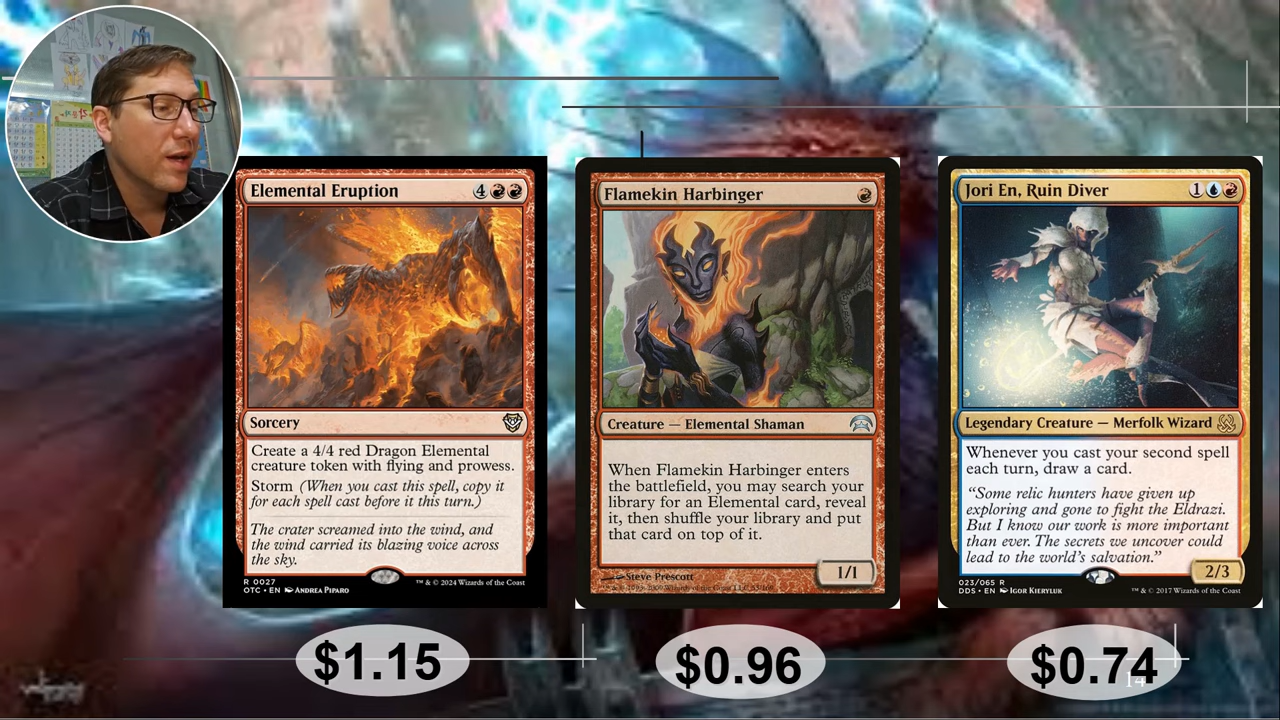 Elemental Eruption
4
Sorcery
Create a 4/4 red Dragon Elemental
creature token with flying and prowess.
Storm (When you cast this spell, copy it
for each spell cast before it this turn.)
The crater screamed into the wind, and
the wind carried its blazing voice across
the sky.
R 0027
OTC • EN ANDREA PIPARO
™ & © 2024 Wizards of the Coast
$1.15
Flamekin Harbinger
Creature — Elemental Shaman
When Flamekin Harbinger enters
the battlefield, you may search your
library for an Elemental card, reveal
it, then shuffle your library and put
that card on top of it.
Steve Prescott
1/1
$0.96
Jori En, Ruin Diver
1
Legendary Creature — Merfolk Wizard
Whenever you cast your second spell
each turn, draw a card.
“Some relic hunters have given up
exploring and gone to fight the Eldrazi.
But I know our work is more important
than ever. The secrets we uncover could
lead to the world’s salvation.”
2/3
023/065 R
DDS • EN IGOR KIERYLUK
™ & © 2017 Wizards of the Coast
$0.74
14